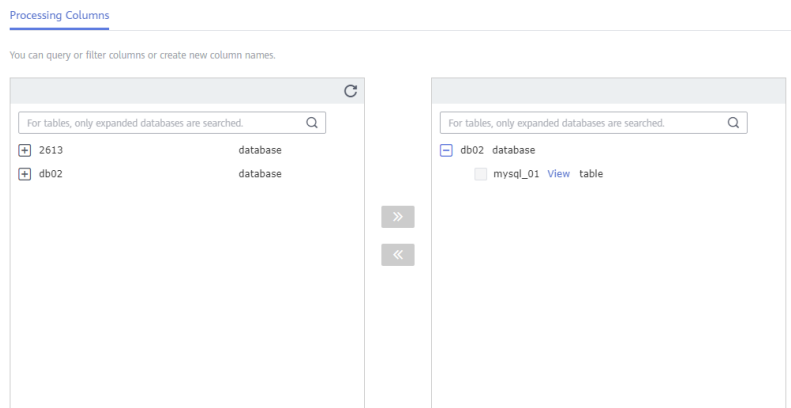 Processing Columns
You can query or filter columns or create new column names.
For tables, only expanded databases are searched.
2613 database
db02 database
For tables, only expanded databases are searched.
db02 database
mysql_01 View table